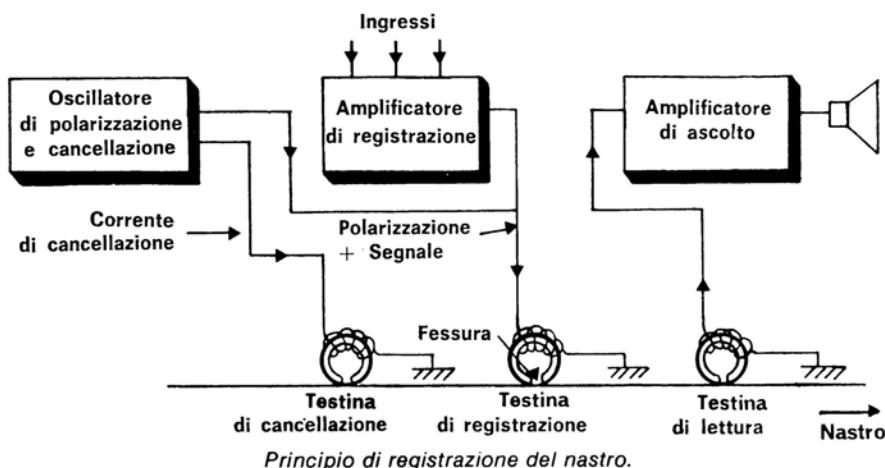 Ingressi
Oscillatore
di polarizzazione
e cancellazione
Amplificatore
di registrazione
Amplificatore
di ascolto
Corrente
di cancellazione
Polarizzazione
+ Segnale
Fessura
Testina
di cancellazione
Testina
di registrazione
Testina
di lettura
Nastro
Principio di registrazione del nastro.